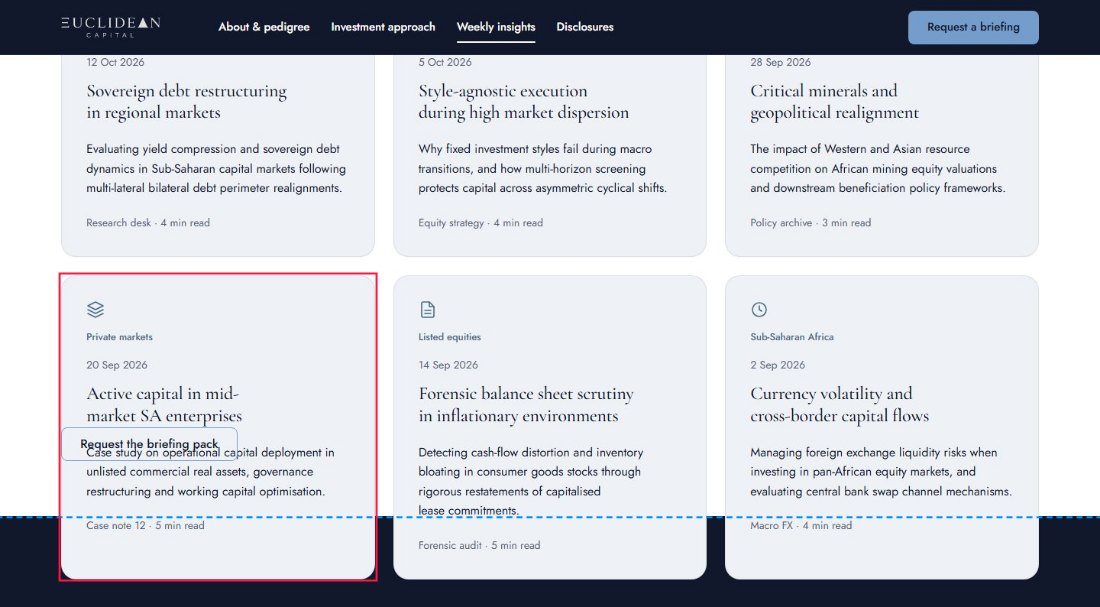 EUCLIDEAN
CAPITAL
About & pedigree
Investment approach
Weekly insights
Disclosures
Request a briefing
12 Oct 2026
Sovereign debt restructuring
in regional markets
Evaluating yield compression and sovereign debt
dynamics in Sub-Saharan capital markets following
multi-lateral bilateral debt perimeter realignments.
Research desk · 4 min read
5 Oct 2026
Style-agnostic execution
during high market dispersion
Why fixed investment styles fail during macro
transitions, and how multi-horizon screening
protects capital across asymmetric cyclical shifts.
Equity strategy · 4 min read
28 Sep 2026
Critical minerals and
geopolitical realignment
The impact of Western and Asian resource
competition on African mining equity valuations
and downstream beneficiation policy frameworks.
Policy archive · 3 min read
Private markets
20 Sep 2026
Active capital in mid-
market SA enterprises
Request the briefing pack
Case study on operational capital deployment in
unlisted commercial real assets, governance
restructuring and working capital optimisation.
Case note 12 · 5 min read
Listed equities
14 Sep 2026
Forensic balance sheet scrutiny
in inflationary environments
Detecting cash-flow distortion and inventory
bloating in consumer goods stocks through
rigorous restatements of capitalised
lease commitments.
Forensic audit · 5 min read
Sub-Saharan Africa
2 Sep 2026
Currency volatility and
cross-border capital flows
Managing foreign exchange liquidity risks when
investing in pan-African equity markets, and
evaluating central bank swap channel mechanisms.
Macro FX · 4 min read